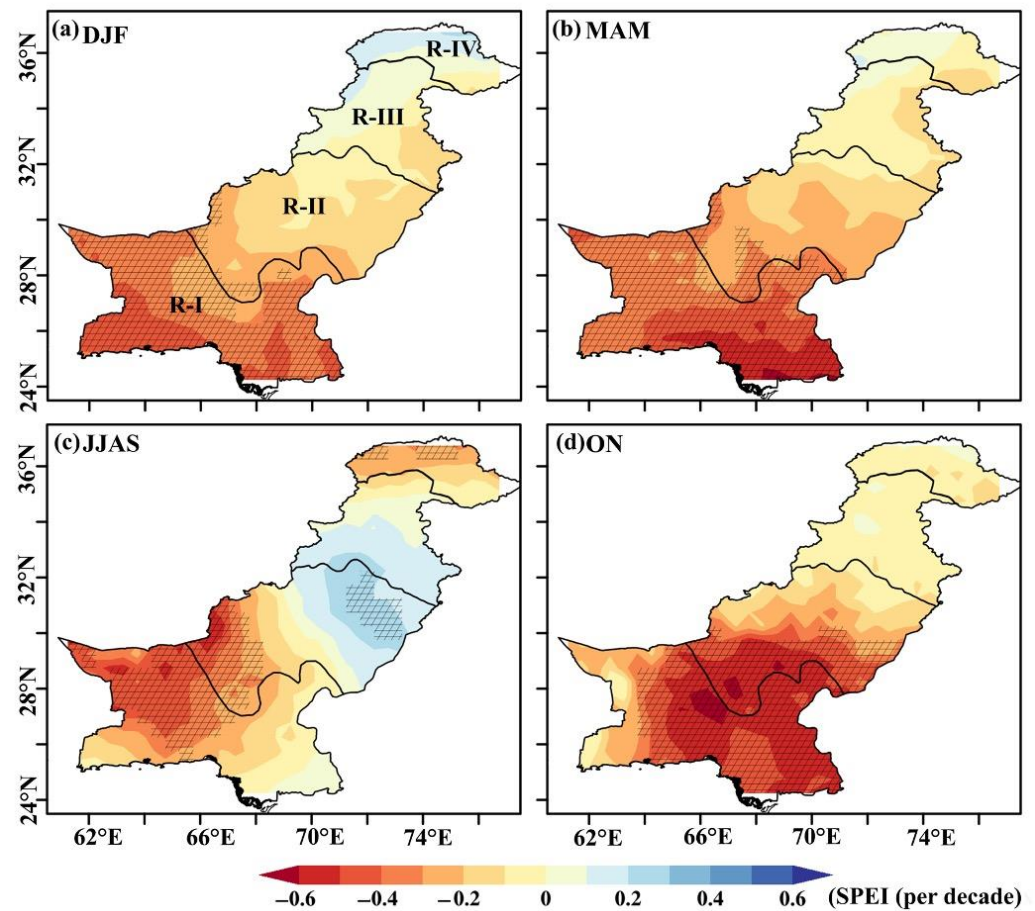 (a) DJF
R-IV
R-III
R-II
R-I
36°N
32°N
28°N
24°N
(b) MAM
(c) JJAS
36°N
32°N
28°N
24°N
62°E 66°E 70°E 74°E
(d) ON
62°E 66°E 70°E 74°E
−0.6 −0.4 −0.2 0 0.2 0.4 0.6 (SPEI (per decade)